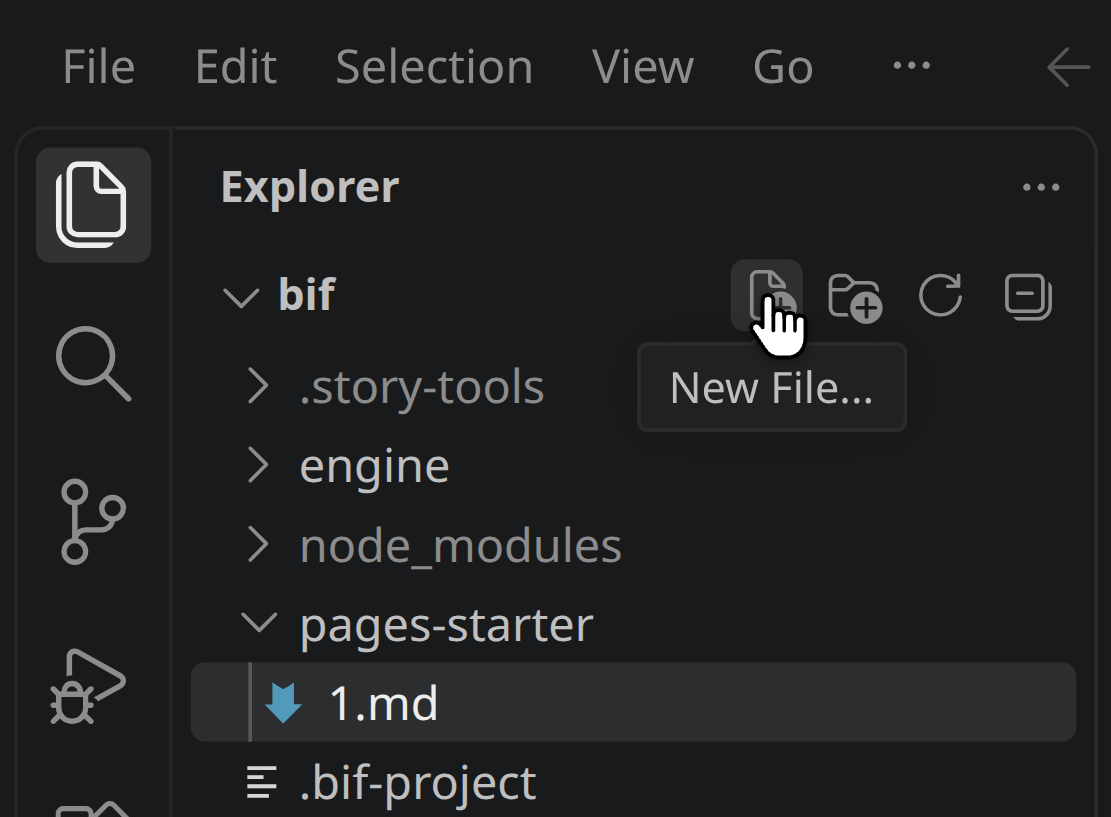 File Edit Selection View Go ...
Explorer ...
bif
New File...
.story-tools
engine
node_modules
pages-starter
1.md
.bif-project